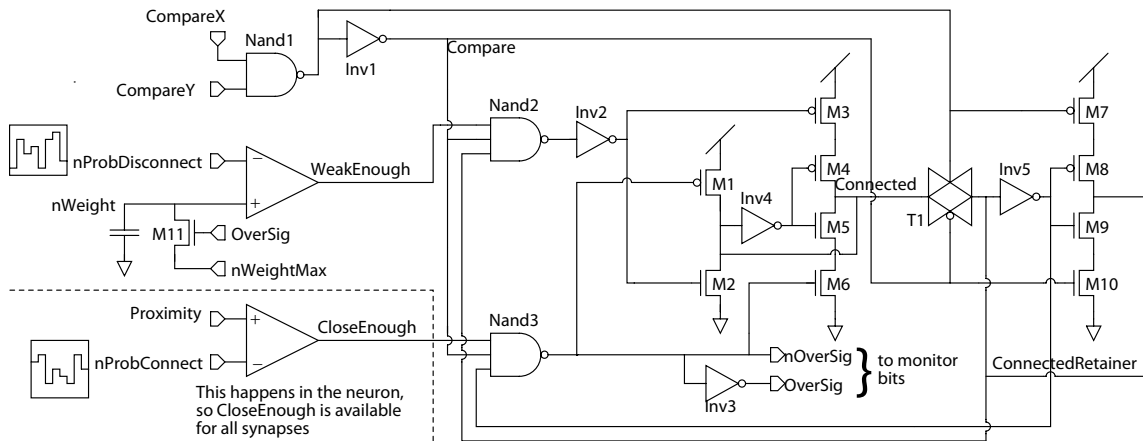 CompareX
Nand1
Inv1
Compare
CompareY
Nand2
Inv2
M3
M7
nProbDisconnect
WeakEnough
M4
M8
M1
Connected
Inv5
nWeight
Inv4
T1
M11
OverSig
M5
M9
nWeightMax
M2
M6
M10
Proximity
CloseEnough
Nand3
nProbConnect
nOverSig
to monitor
bits
ConnectedRetainer
OverSig
Inv3
This happens in the neuron,
so CloseEnough is available
for all synapses